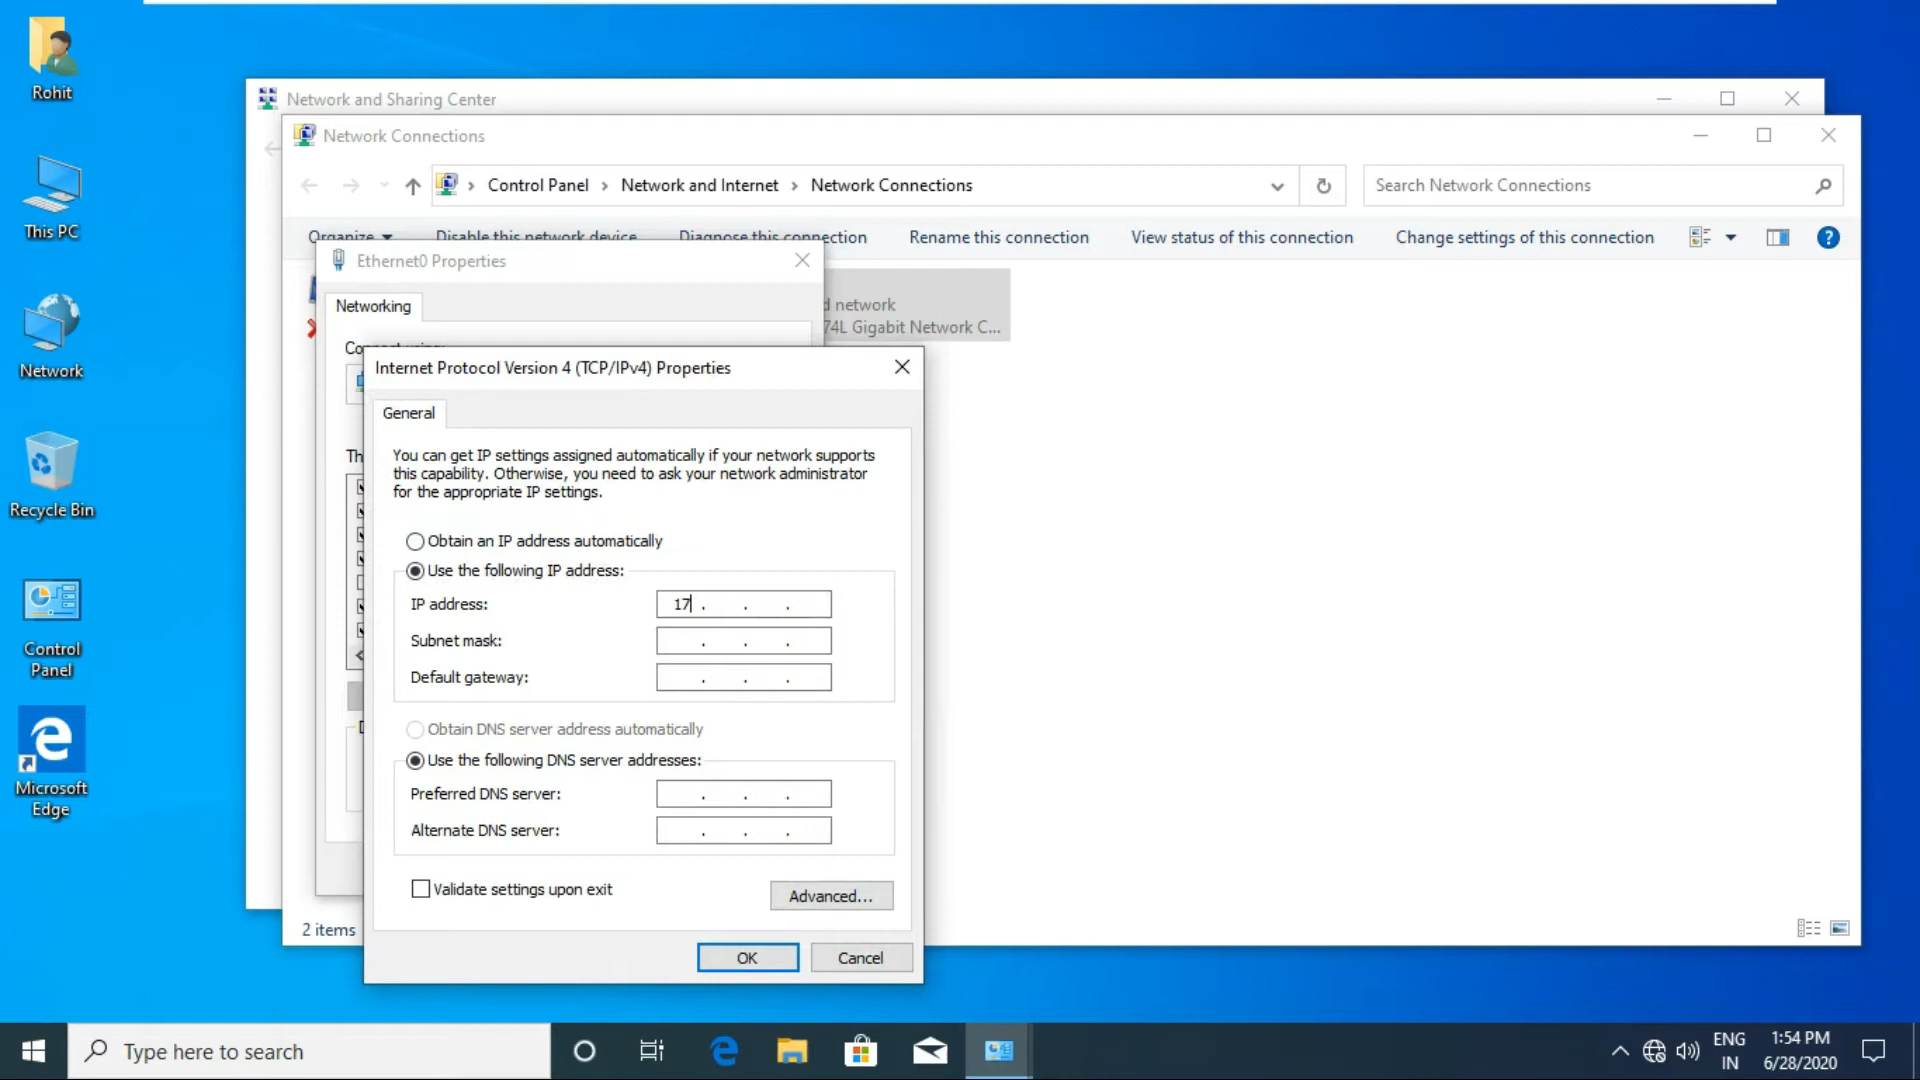 Rohit
This PC
Network
Recycle Bin
Control
Panel
Microsoft
Edge
Network and Sharing Center
Network Connections
Control Panel > Network and Internet > Network Connections
Search Network Connections
Organize Disable this network device Diagnose this connection Rename this connection View status of this connection Change settings of this connection
Ethernet0 Properties
d network
74L Gigabit Network C...
Networking
Connect using:
Th
Internet Protocol Version 4 (TCP/IPv4) Properties
General
You can get IP settings assigned automatically if your network supports
this capability. Otherwise, you need to ask your network administrator
for the appropriate IP settings.
Obtain an IP address automatically
Use the following IP address:
IP address: 17 . . .
Subnet mask: . . .
Default gateway: . . .
Obtain DNS server address automatically
Use the following DNS server addresses:
Preferred DNS server: . . .
Alternate DNS server: . . .
Validate settings upon exit
Advanced...
OK Cancel
2 items
Type here to search
ENG
IN
1:54 PM
6/28/2020